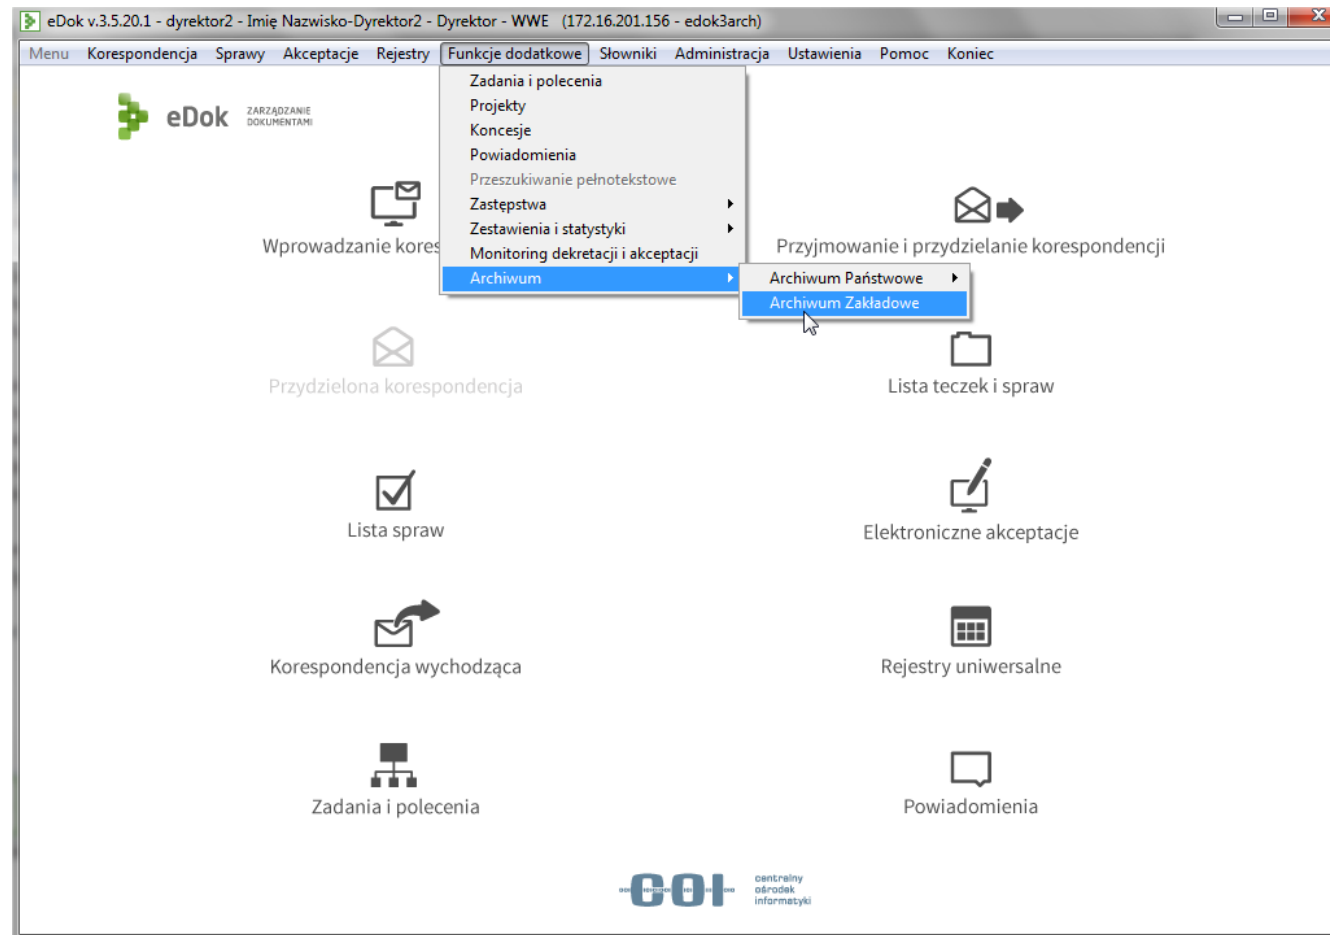 eDok v.3.5.20.1 - dyrektor2 - Imię Nazwisko-Dyrektor2 - Dyrektor - WWE (172.16.201.156 - edok3arch)
Menu Korespondencja Sprawy Akceptacje Rejestry Funkcje dodatkowe Słowniki Administracja Ustawienia Pomoc Koniec
eDok ZARZĄDZANIE
DOKUMENTAMI
Zadania i polecenia
Projekty
Koncesje
Powiadomienia
Przeszukiwanie pełnotekstowe
Zastępstwa
Zestawienia i statystyki
Monitoring dekretacji i akceptacji
Archiwum
Archiwum Państwowe
Archiwum Zakładowe
Wprowadzanie kores
Przyjmowanie i przydzielanie korespondencji
Przydzielona korespondencja
Lista teczek i spraw
Lista spraw
Elektroniczne akceptacje
Korespondencja wychodząca
Rejestry uniwersalne
Zadania i polecenia
Powiadomienia
COI centralny
ośrodek
informatyki